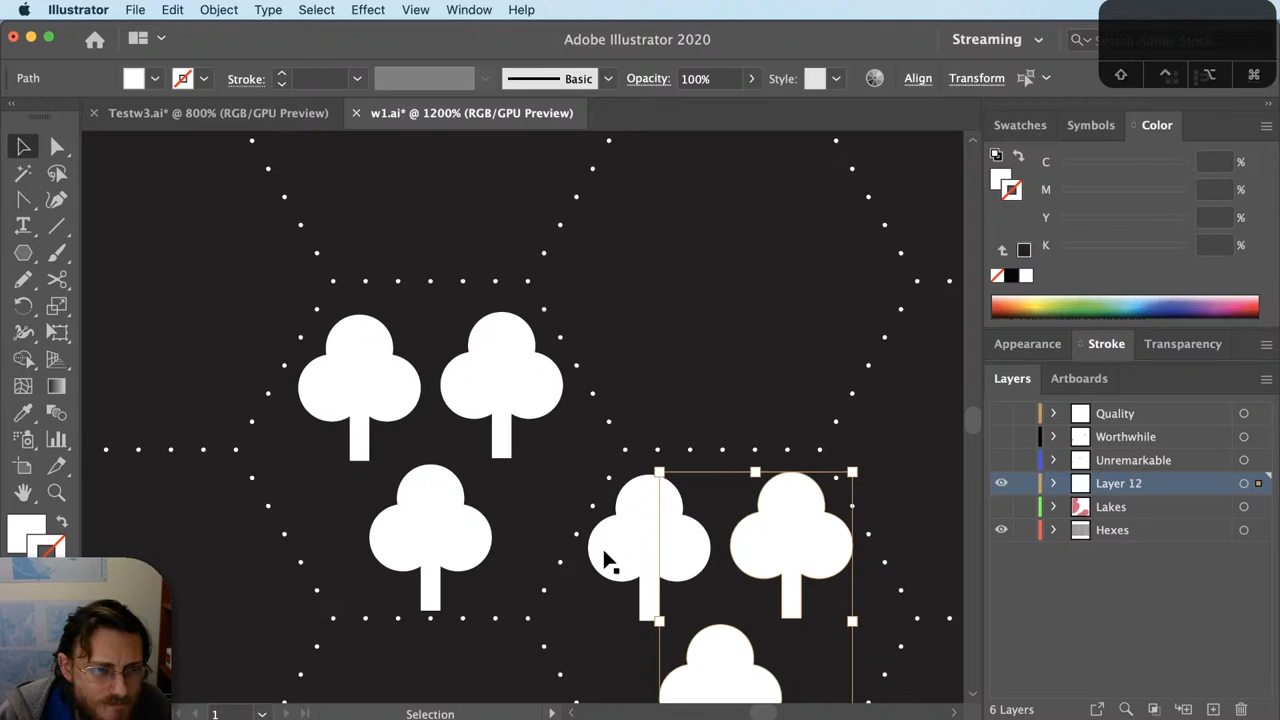 Illustrator File Edit Object Type Select Effect View Window Help
Adobe Illustrator 2020
Streaming
Path
Stroke:
Basic
Opacity: 100%
Style:
Align
Transform
Testw3.ai* @ 800% (RGB/GPU Preview)
w1.ai* @ 1200% (RGB/GPU Preview)
Swatches
Symbols
Color
C %
M %
Y %
K %
Appearance
Stroke
Transparency
Layers
Artboards
Quality
Worthwhile
Unremarkable
Layer 12
Lakes
Hexes
1
Selection
6 Layers